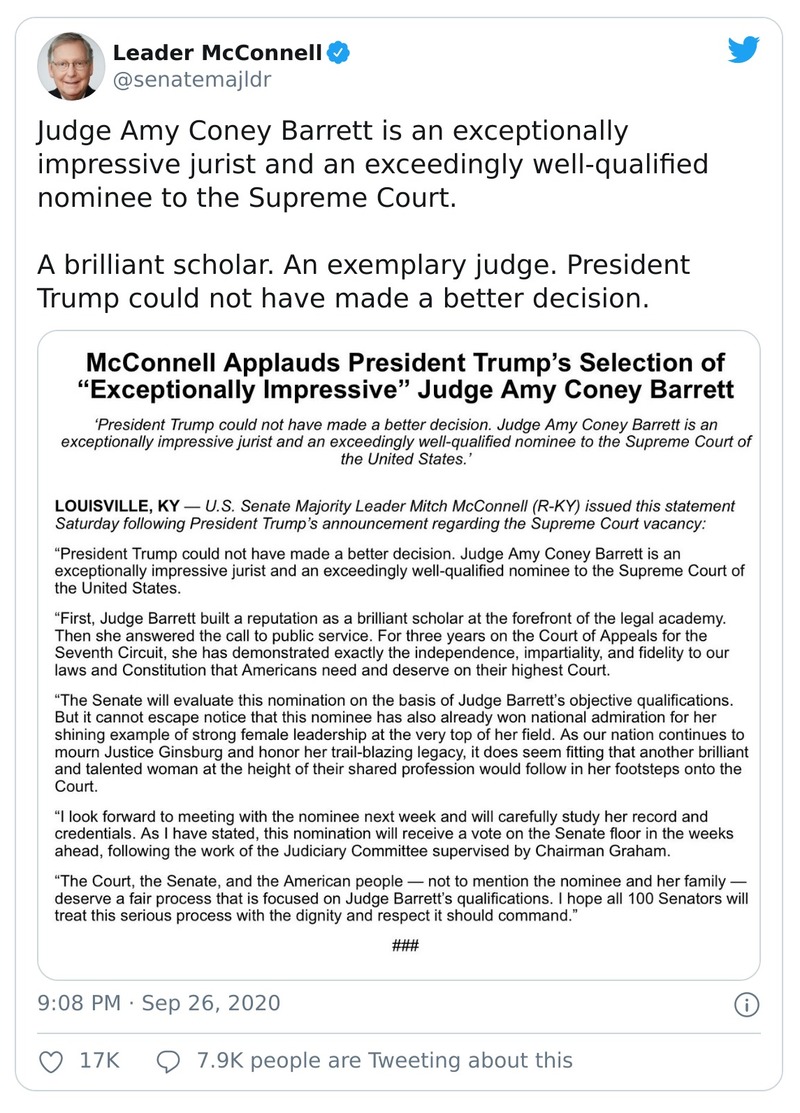 Leader McConnell
@senatemajldr
Judge Amy Coney Barrett is an exceptionally
impressive jurist and an exceedingly well-qualified
nominee to the Supreme Court.
A brilliant scholar. An exemplary judge. President
Trump could not have made a better decision.
McConnell Applauds President Trump’s Selection of
“Exceptionally Impressive” Judge Amy Coney Barrett
‘President Trump could not have made a better decision. Judge Amy Coney Barrett is an
exceptionally impressive jurist and an exceedingly well-qualified nominee to the Supreme Court of
the United States.’
LOUISVILLE, KY — U.S. Senate Majority Leader Mitch McConnell (R-KY) issued this statement
Saturday following President Trump’s announcement regarding the Supreme Court vacancy:
“President Trump could not have made a better decision. Judge Amy Coney Barrett is an
exceptionally impressive jurist and an exceedingly well-qualified nominee to the Supreme Court of
the United States.
“First, Judge Barrett built a reputation as a brilliant scholar at the forefront of the legal academy.
Then she answered the call to public service. For three years on the Court of Appeals for the
Seventh Circuit, she has demonstrated exactly the independence, impartiality, and fidelity to our
laws and Constitution that Americans need and deserve on their highest Court.
“The Senate will evaluate this nomination on the basis of Judge Barrett’s objective qualifications.
But it cannot escape notice that this nominee has also already won national admiration for her
shining example of strong female leadership at the very top of her field. As our nation continues to
mourn Justice Ginsburg and honor her trail-blazing legacy, it does seem fitting that another brilliant
and talented woman at the height of their shared profession would follow in her footsteps onto the
Court.
“I look forward to meeting with the nominee next week and will carefully study her record and
credentials. As I have stated, this nomination will receive a vote on the Senate floor in the weeks
ahead, following the work of the Judiciary Committee supervised by Chairman Graham.
“The Court, the Senate, and the American people — not to mention the nominee and her family —
deserve a fair process that is focused on Judge Barrett’s qualifications. I hope all 100 Senators will
treat this serious process with the dignity and respect it should command.”
###
9:08 PM · Sep 26, 2020
17K 7.9K people are Tweeting about this